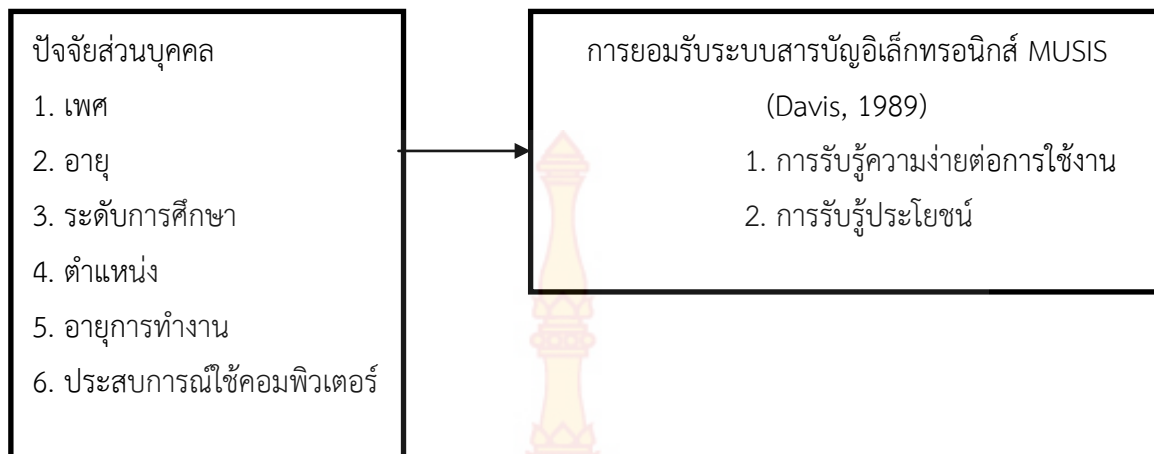 ปัจจัยส่วนบุคคล
1. เพศ
2. อายุ
3. ระดับการศึกษา
4. ตำแหน่ง
5. อายุการทำงาน
6. ประสบการณ์ใช้คอมพิวเตอร์
การยอมรับระบบสารบัญอิเล็กทรอนิกส์ MUSIS
(Davis, 1989)
1. การรับรู้ความง่ายต่อการใช้งาน
2. การรับรู้ประโยชน์